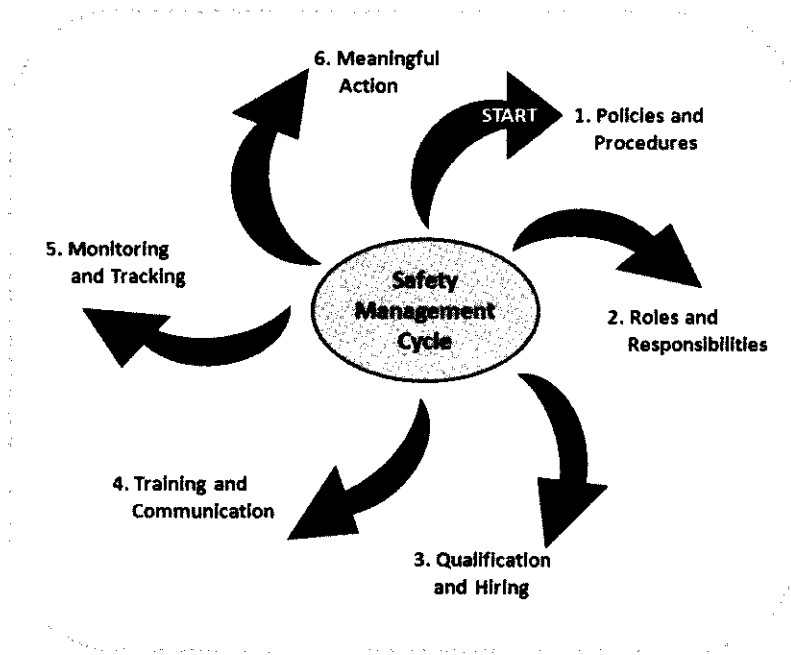 START
1. Policies and
Procedures
2. Roles and
Responsibilities
3. Qualification
and Hiring
4. Training and
Communication
5. Monitoring
and Tracking
6. Meaningful
Action
Safety
Management
Cycle